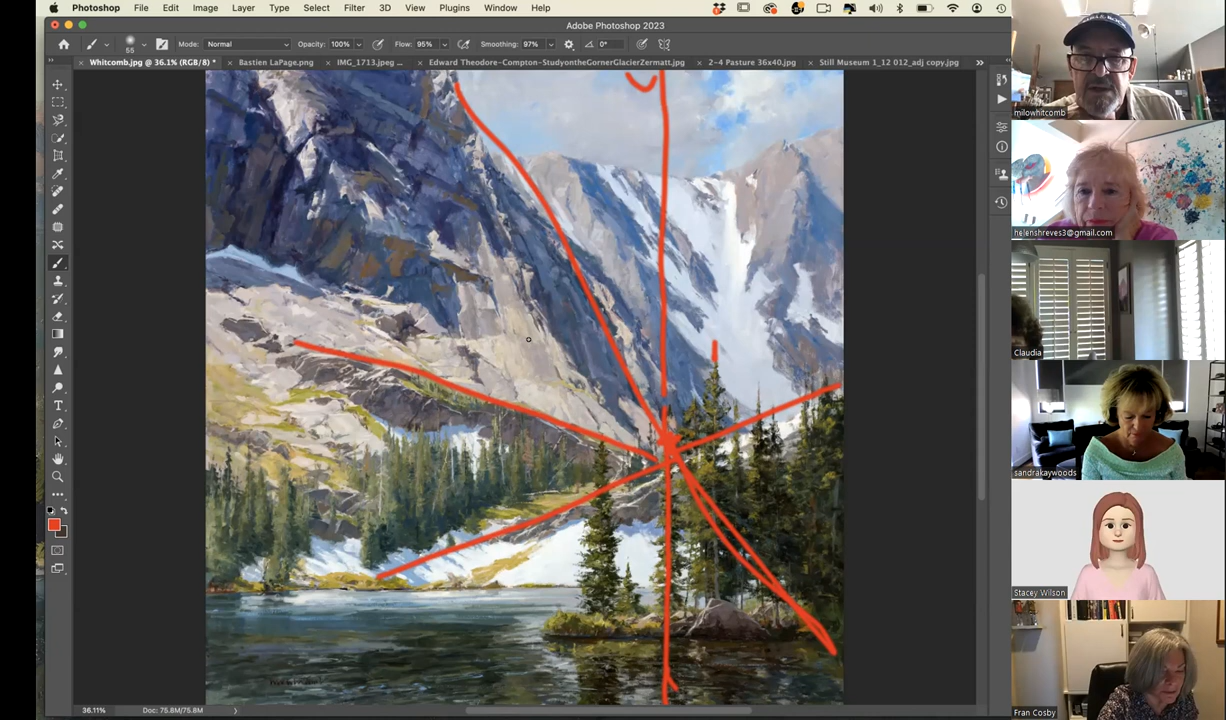 Photoshop File Edit Image Layer Type Select Filter 3D View Plugins Window Help
Adobe Photoshop 2023
55 Mode: Normal Opacity: 100% Flow: 95% Smoothing: 97% 0°
Whitcomb.jpg @ 36.1% (RGB/8) * Bastien LaPage.png IMG_1713.jpeg ... Edward Theodore-Compton-StudyontheGornerGlacierZermatt.jpg 2~4 Pasture 36x40.jpg Still Museum 1_12 012_adj copy.jpg
milowhitcomb
helenshreves3@gmail.com
Claudia
sandrakaywoods
Stacey Wilson
Fran Cosby
36.11% Doc: 75.8M/75.8M